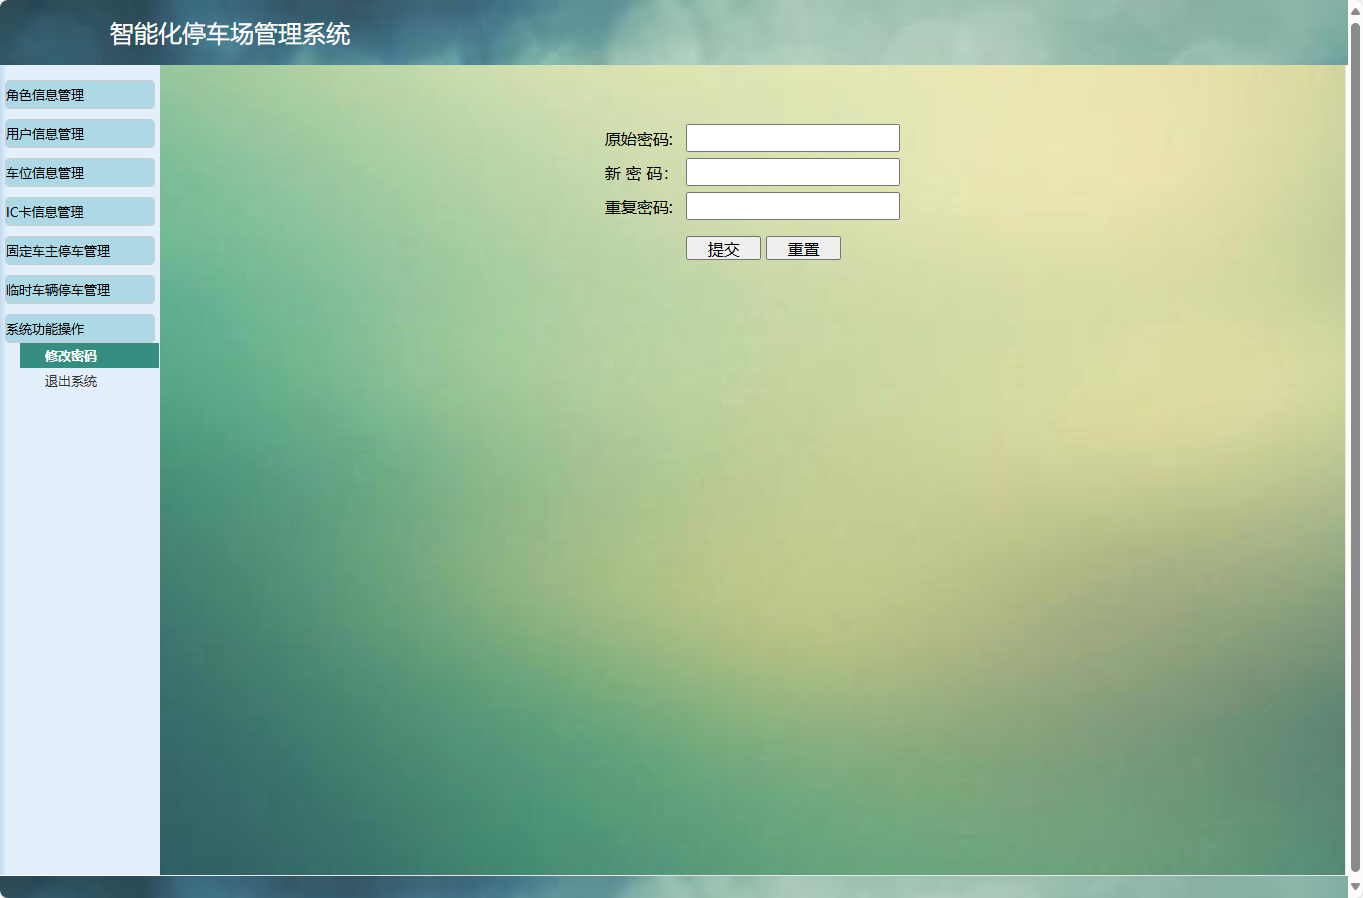 智能化停车场管理系统
角色信息管理
用户信息管理
车位信息管理
IC卡信息管理
固定车主停车管理
临时车辆停车管理
系统功能操作
修改密码
退出系统
原始密码:
新 密 码：
重复密码:
提交 重置